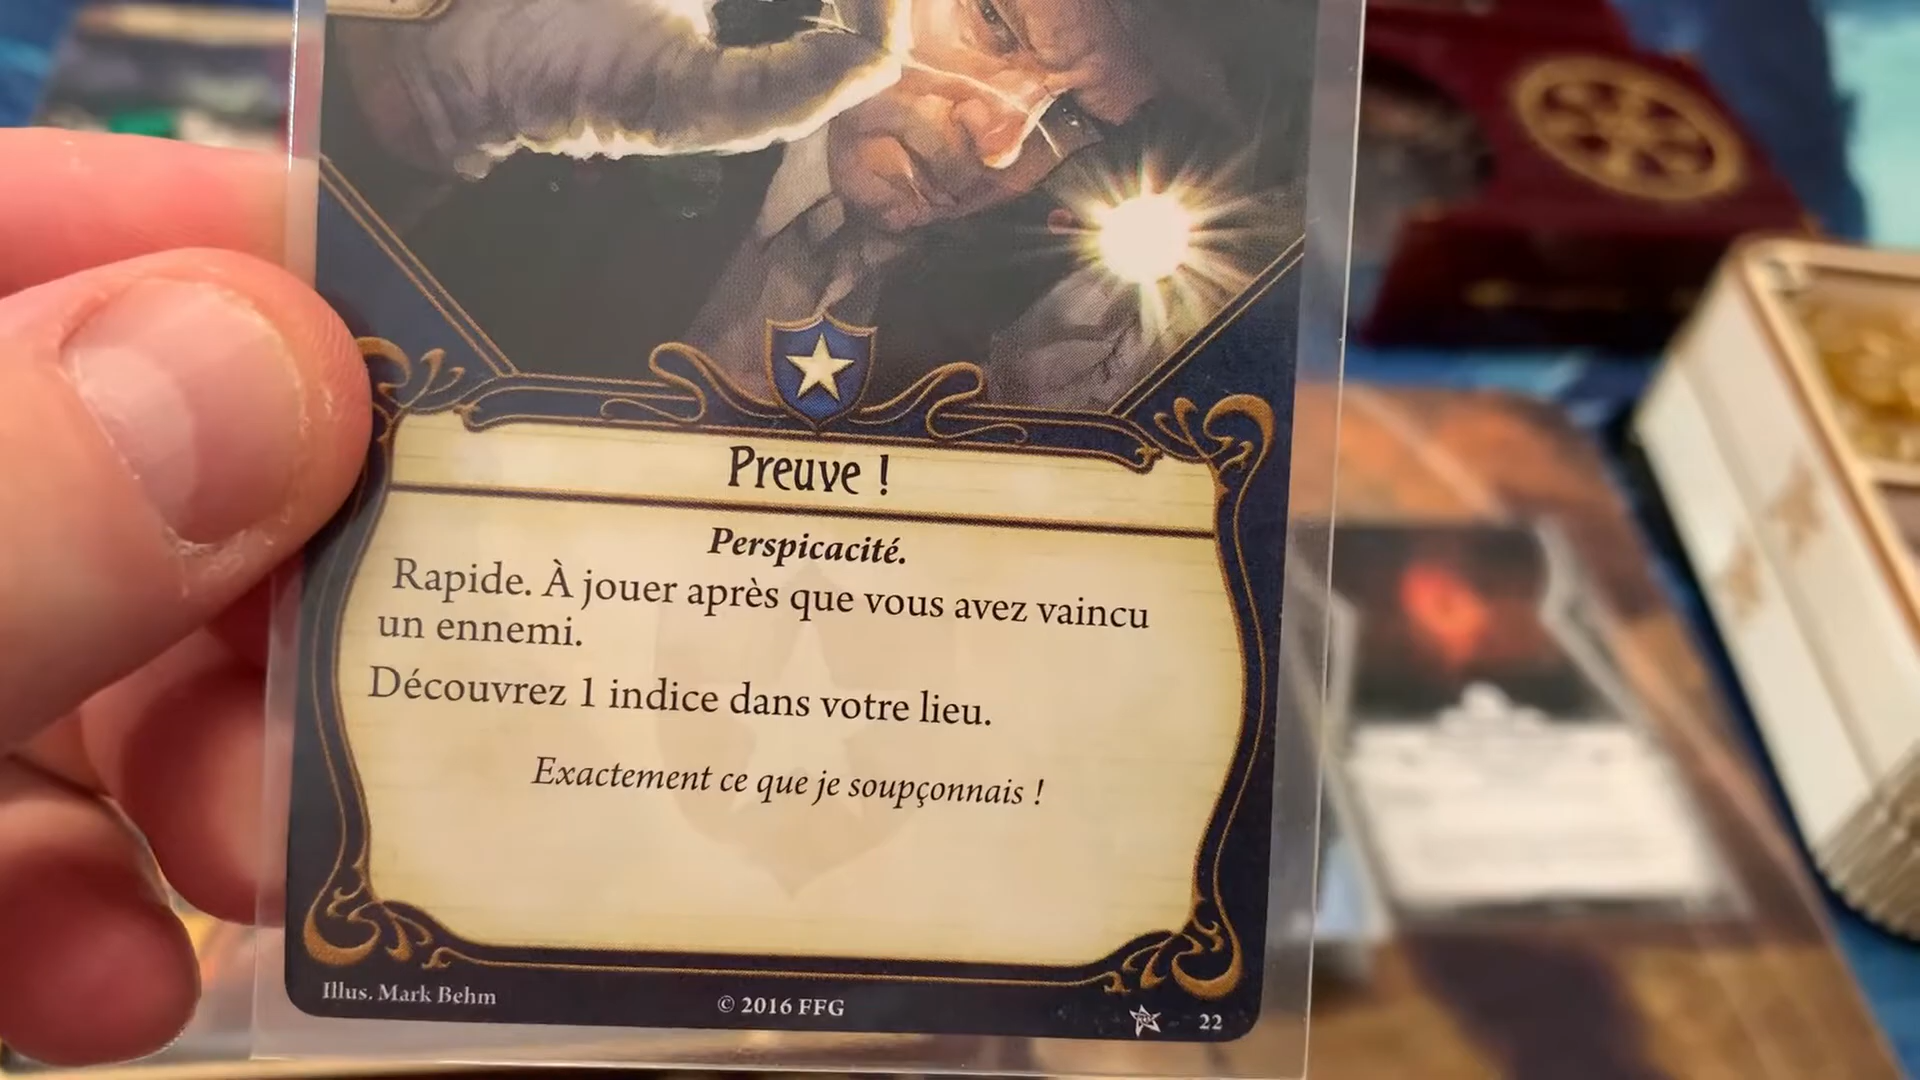 Preuve !
Perspicacité.
Rapide. À jouer après que vous avez vaincu
un ennemi.
Découvrez 1 indice dans votre lieu.
Exactement ce que je soupçonnais !
Illus. Mark Behm
© 2016 FFG
22